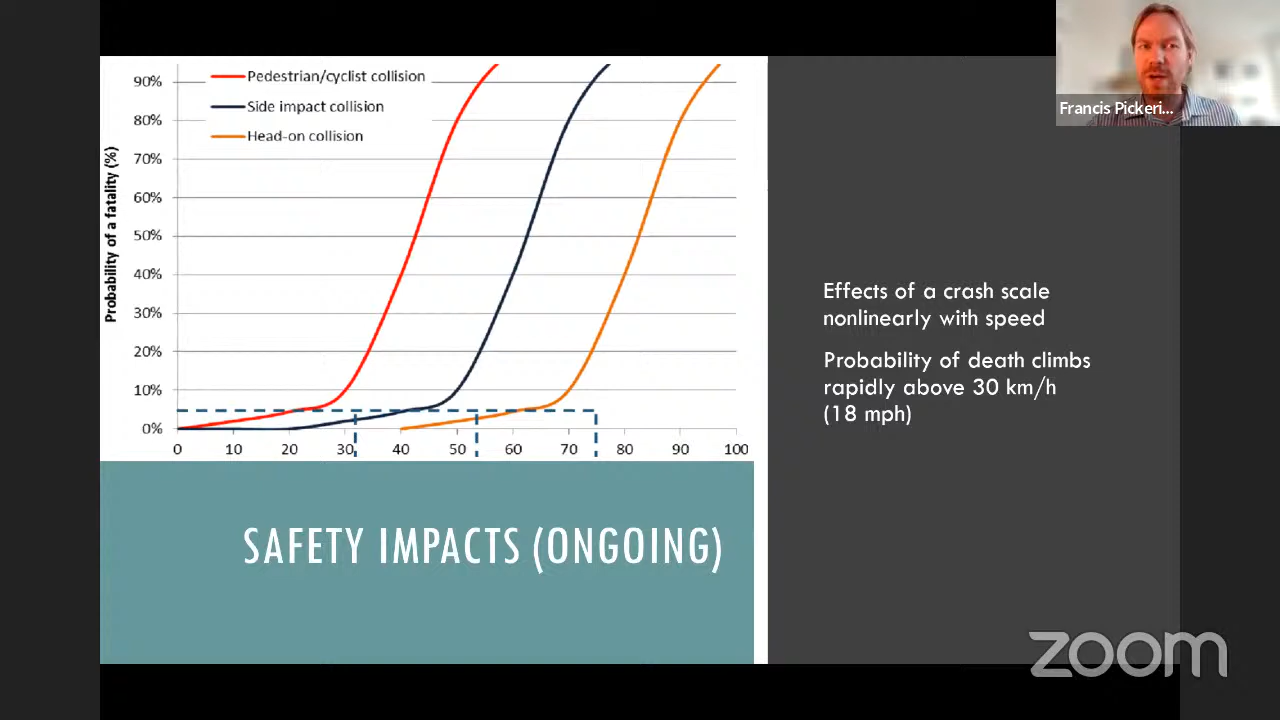 Francis Pickeri...
Probability of a fatality (%)
90%
80%
70%
60%
50%
40%
30%
20%
10%
0%
Pedestrian/cyclist collision
Side impact collision
Head-on collision
0 10 20 30 40 50 60 70 80 90 100
Effects of a crash scale
nonlinearly with speed
Probability of death climbs
rapidly above 30 km/h
(18 mph)
SAFETY IMPACTS (ONGOING)
zoom